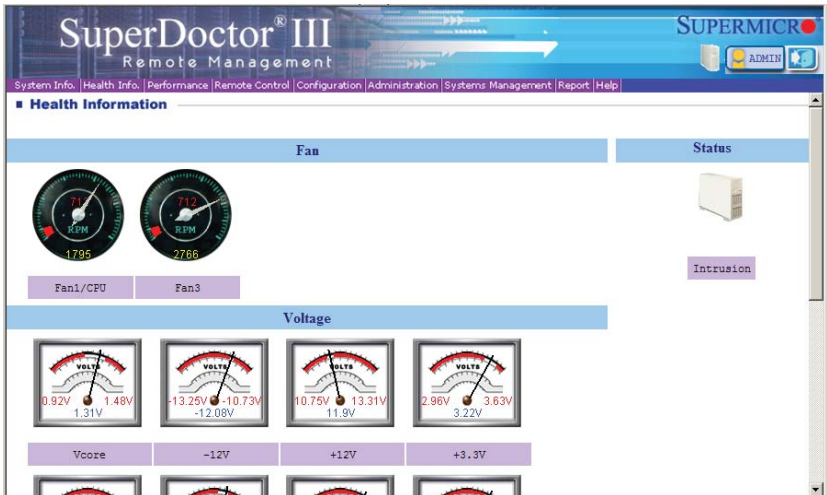 SuperDoctor® III
Remote Management
SUPERMICRO
ADMIN
System Info. | Health Info. | Performance | Remote Control | Configuration | Administration | Systems Management | Report | Help
Health Information
Fan
Status
712
RPM
1795
712
RPM
2766
Fan1/CPU
Fan3
Intrusion
Voltage
VOLTS
0.92V 1.48V
1.31V
VOLTS
-13.25V -10.73V
-12.08V
VOLTS
10.75V 13.31V
11.9V
VOLTS
2.96V 3.63V
3.22V
Vcore
-12V
+12V
+3.3V